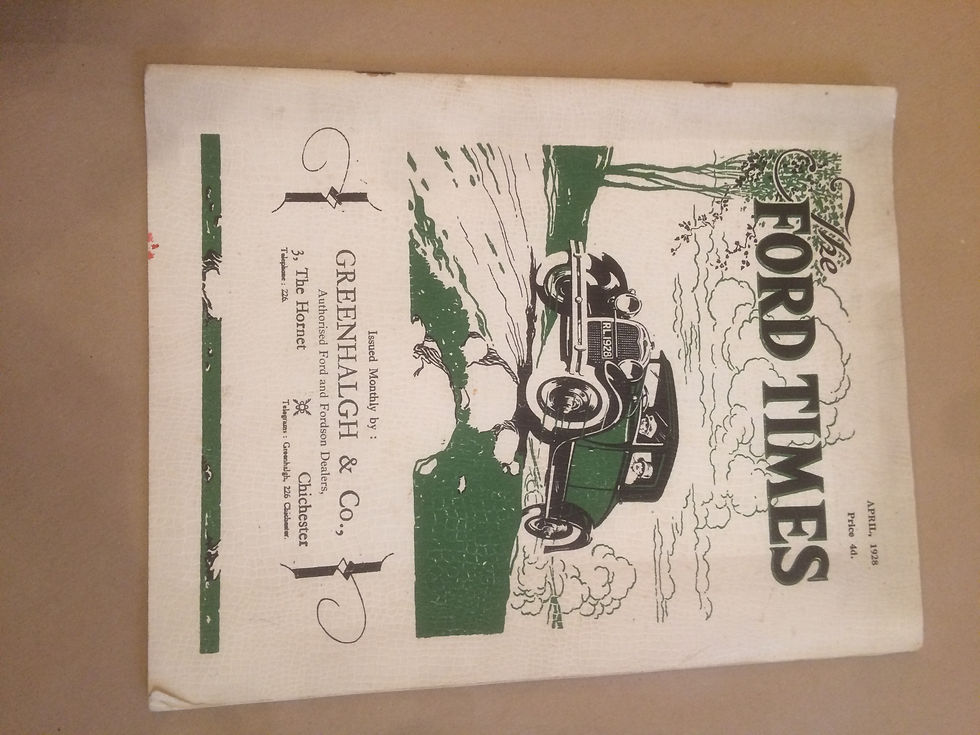 APRIL, 1928
Price 4d.
The
FORD TIMES
RL 1928
Issued Monthly by :
GREENHALGH & Co.,
Authorised Ford and Fordson Dealers,
3, The Hornet Chichester
Telephone : 226. Telegrams : Greenhalgh, 226 Chichester.